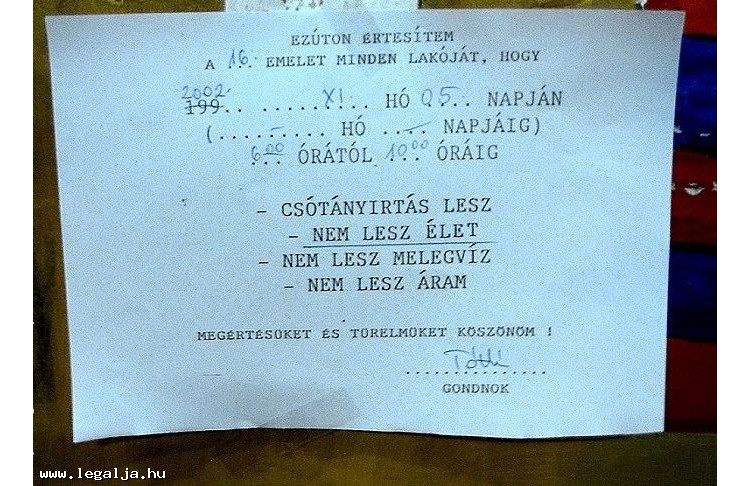 EZÚTON ÉRTESÍTEM
A 16. EMELET MINDEN LAKÓJÁT, HOGY
2002.
199.. ......XI.. HÓ 05.. NAPJÁN
(.....-.... HÓ ..-.. NAPJÁIG)
6.00 ÓRÁTÓL 10.00 ÓRÁIG
- CSÓTÁNYIRTÁS LESZ
- NEM LESZ ÉLET
- NEM LESZ MELEGVÍZ
- NEM LESZ ÁRAM
MEGÉRTÉSÜKET ÉS TÜRELMÜKET KÖSZÖNÖM !
...............
GONDNOK
www.legalja.hu